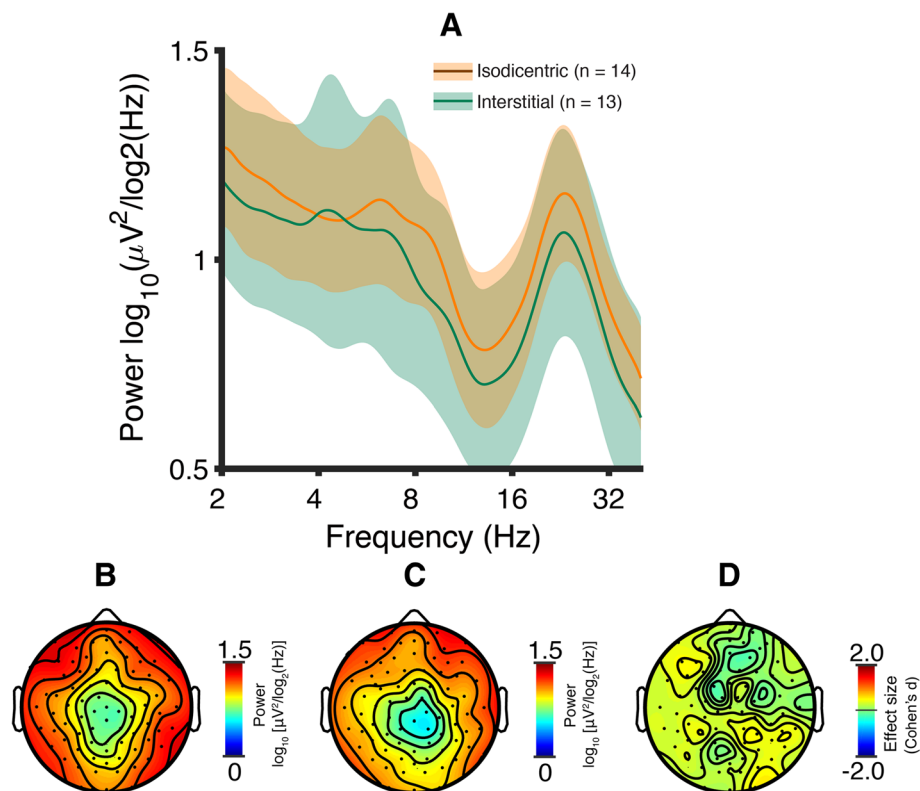 A
Power log10(μV²/log2(Hz))
1.5
1
0.5
Isodicentric (n = 14)
Interstitial (n = 13)
2 4 8 16 32
Frequency (Hz)
B
1.5
0
Power
log10 [μV²/log2(Hz)]
C
1.5
0
Power
log10 [μV²/log2(Hz)]
D
2.0
-2.0
Effect size
(Cohen's d)